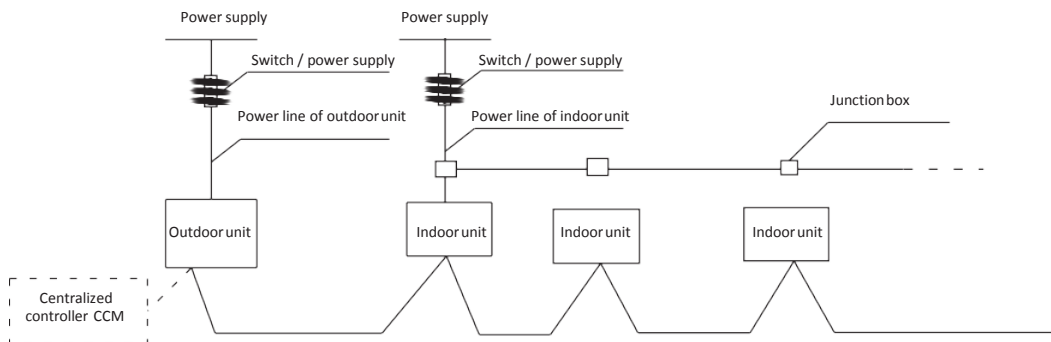 Power supply
Power supply
Switch / power supply
Switch / power supply
Junction box
Power line of outdoor unit
Power line of indoor unit
Outdoor unit
Indoor unit
Indoor unit
Indoor unit
Centralized
controller CCM